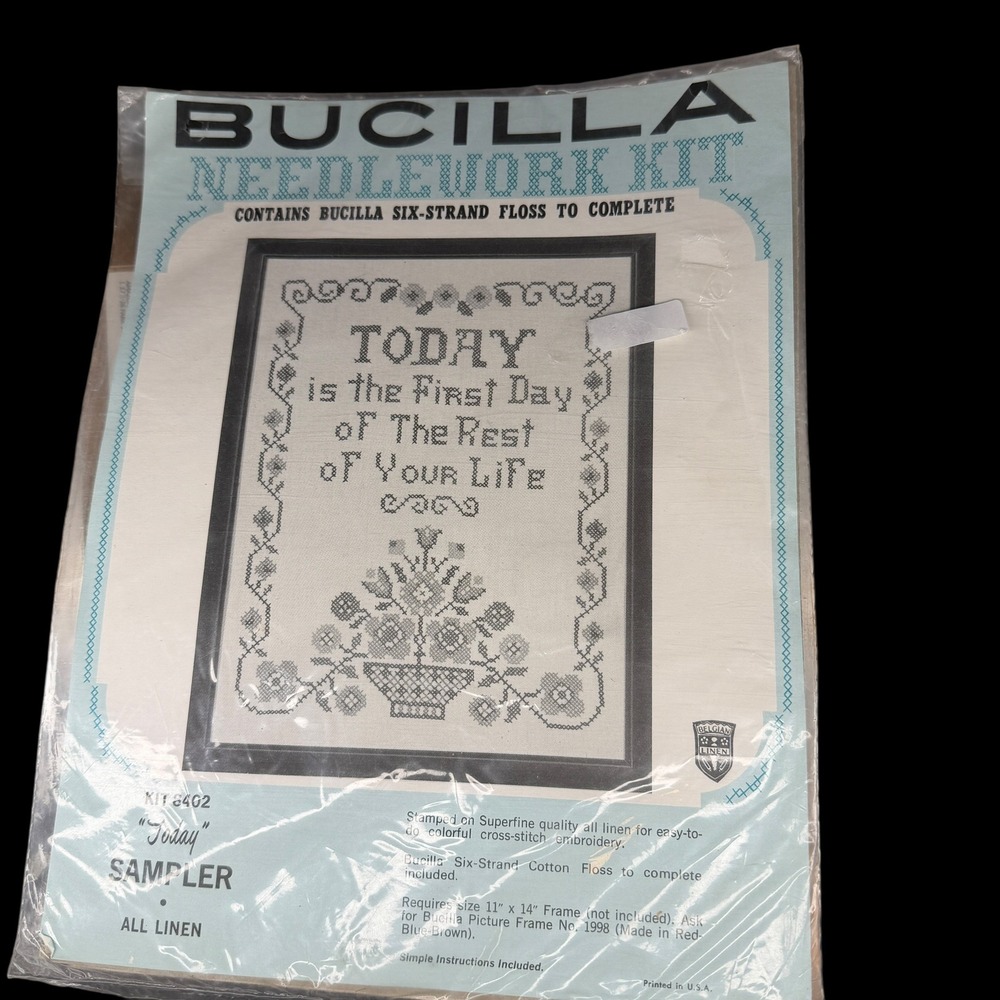 BUCILLA
NEEDLEWORK KIT
CONTAINS BUCILLA SIX-STRAND FLOSS TO COMPLETE
TODAY
is the First Day
of The Rest
of Your Life
BELGIAN
LINEN
KIT 8402
"Today"
SAMPLER
•
ALL LINEN
Stamped on Superfine quality all linen for easy-to-
do colorful cross-stitch embroidery.
Bucilla Six-Strand Cotton Floss to complete
included.
Requires size 11" x 14" Frame (not included). Ask
for Bucilla Picture Frame No. 1998 (Made in Red-
Blue-Brown).
Simple Instructions Included.
Printed in U.S.A.